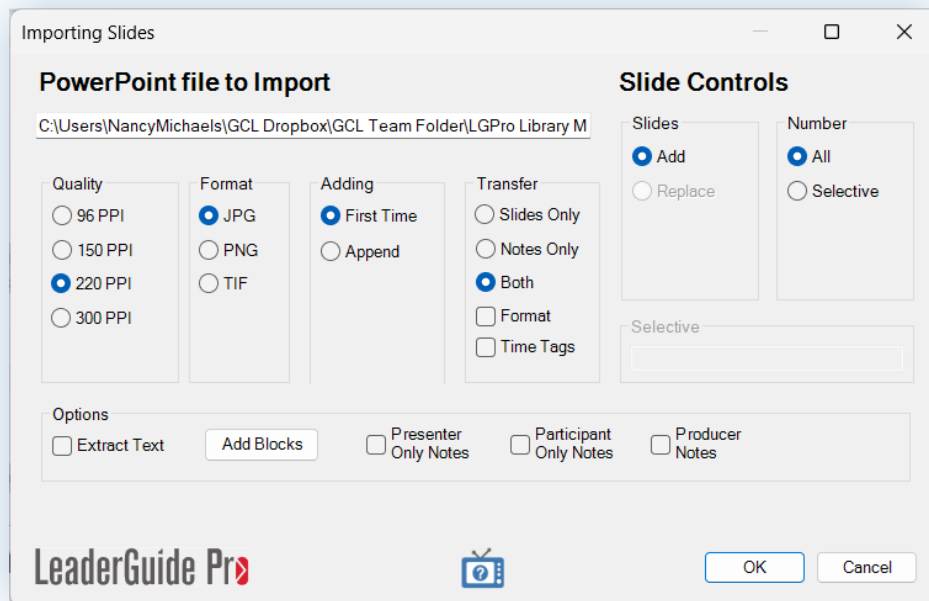 Importing Slides
PowerPoint file to Import
C:\Users\NancyMichaels\GCL Dropbox\GCL Team Folder\LGPro Library M
Quality
96 PPI
150 PPI
220 PPI
300 PPI
Format
JPG
PNG
TIF
Adding
First Time
Append
Transfer
Slides Only
Notes Only
Both
Format
Time Tags
Slide Controls
Slides
Add
Replace
Number
All
Selective
Selective
Options
Extract Text
Add Blocks
Presenter
Only Notes
Participant
Only Notes
Producer
Notes
LeaderGuide Pro
?
OK
Cancel